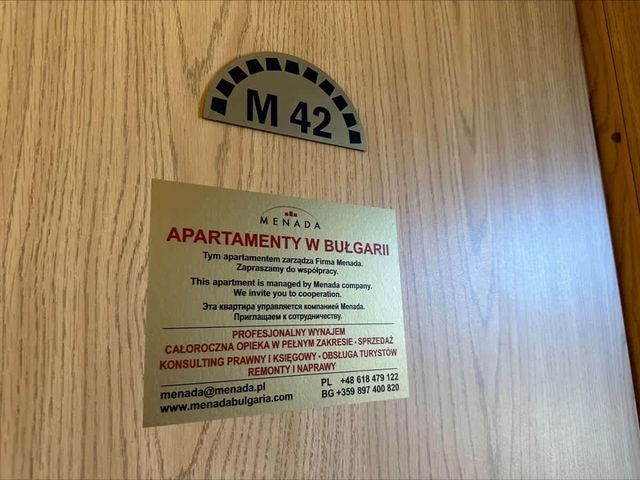 M 42
MENADA
APARTAMENTY W BUŁGARII
Tym apartamentem zarządza Firma Menada.
Zapraszamy do współpracy.
This apartment is managed by Menada company.
We invite you to cooperation.
Эта квартира управляется компанией Menada.
Приглашаем к сотрудничеству.
PROFESJONALNY WYNAJEM
CAŁOROCZNA OPIEKA W PEŁNYM ZAKRESIE • SPRZEDAŻ
KONSULTING PRAWNY I KSIĘGOWY • OBSŁUGA TURYSTÓW
REMONTY I NAPRAWY
menada@menada.pl PL +48 618 479 122
www.menadabulgaria.com BG +359 897 400 820